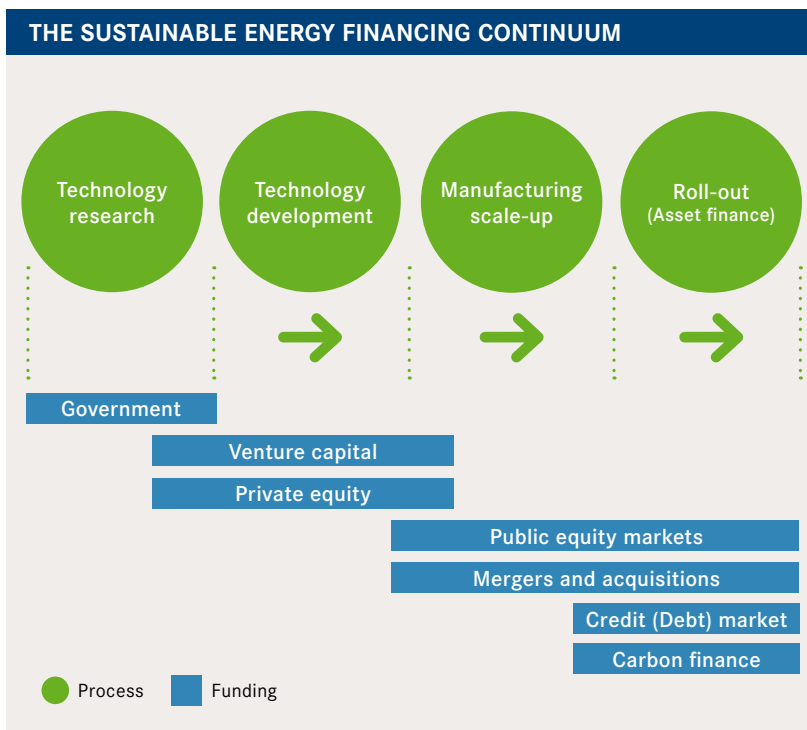 THE SUSTAINABLE ENERGY FINANCING CONTINUUM
Technology
research
Technology
development
Manufacturing
scale-up
Roll-out
(Asset finance)
Government
Venture capital
Private equity
Public equity markets
Mergers and acquisitions
Credit (Debt) market
Carbon finance
Process
Funding